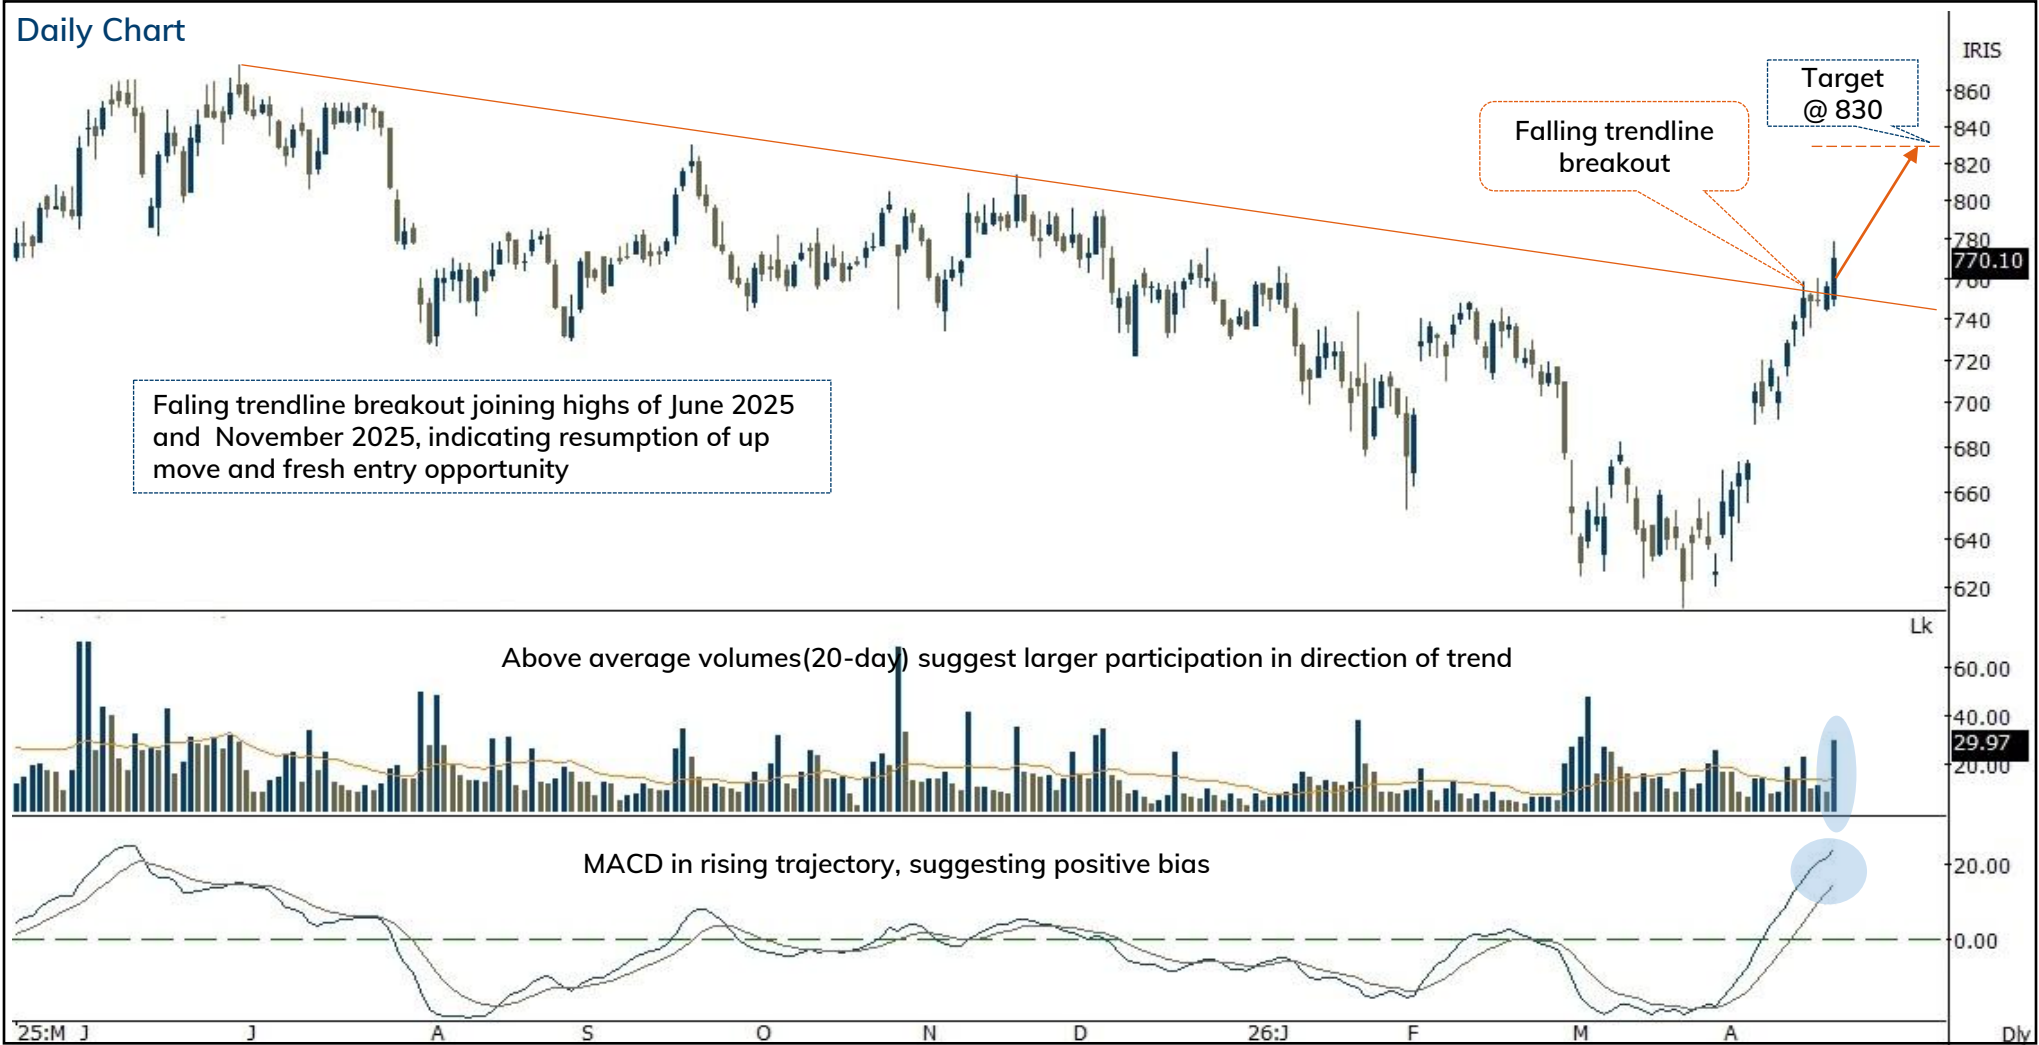 Daily Chart
IRIS
Target
@ 830
Falling trendline
breakout
860
840
820
800
780
770.10
760
740
720
700
680
660
640
620
Faling trendline breakout joining highs of June 2025
and November 2025, indicating resumption of up
move and fresh entry opportunity
Lk
Above average volumes(20-day) suggest larger participation in direction of trend
60.00
40.00
29.97
20.00
MACD in rising trajectory, suggesting positive bias
20.00
0.00
25:M J J A S O N D 26:J F M A Dly